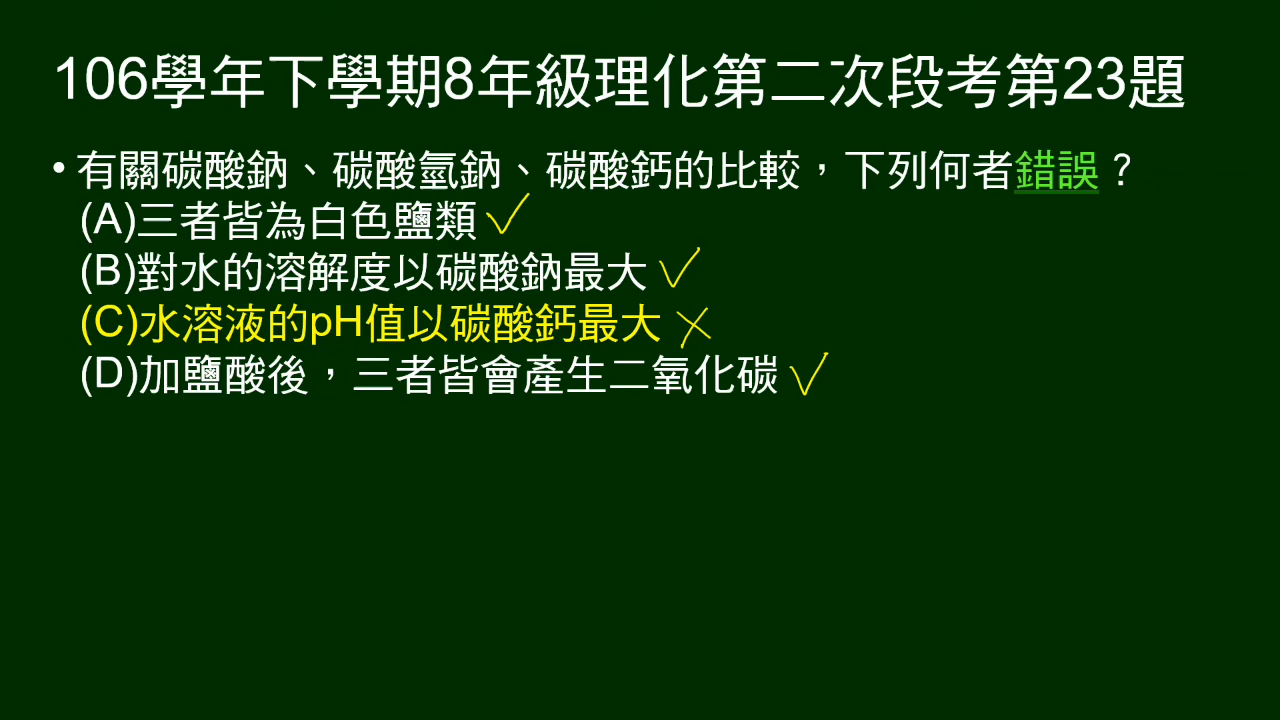 106學年下學期8年級理化第二次段考第23題
•有關碳酸鈉、碳酸氫鈉、碳酸鈣的比較，下列何者錯誤？
(A)三者皆為白色鹽類 ✓
(B)對水的溶解度以碳酸鈉最大 ✓
(C)水溶液的pH值以碳酸鈣最大 ✗
(D)加鹽酸後，三者皆會產生二氧化碳 ✓